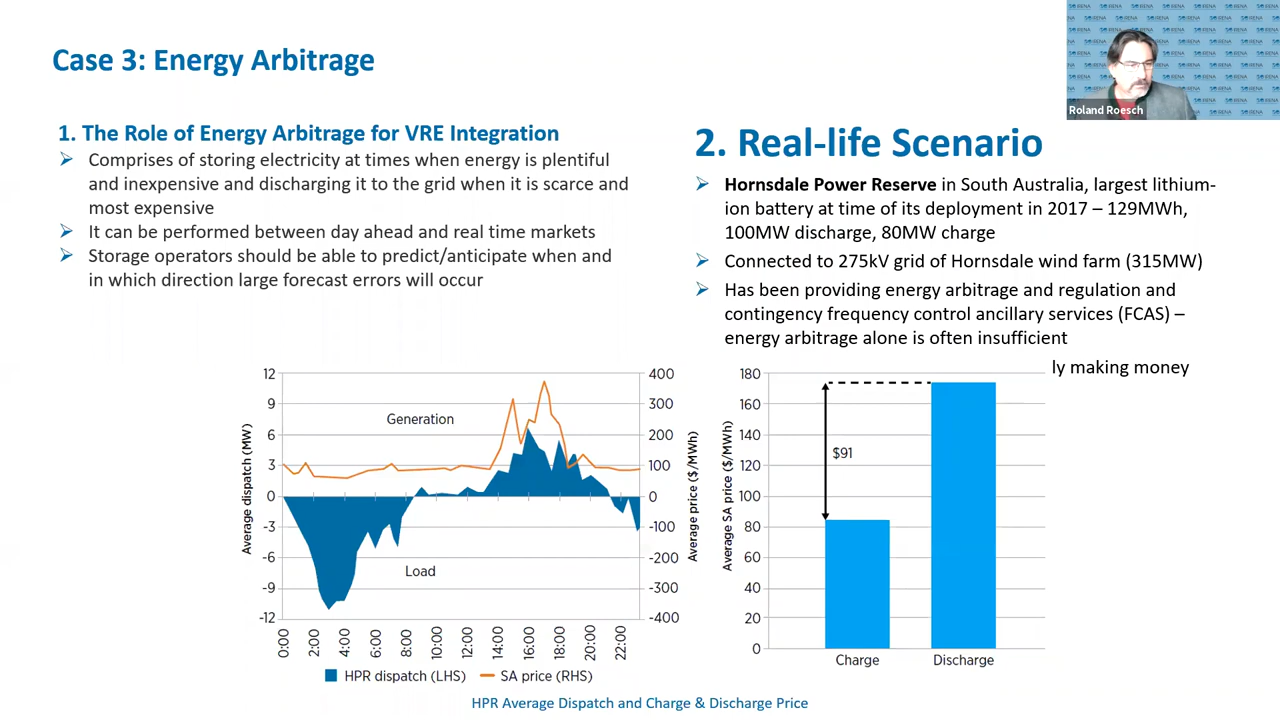 Case 3: Energy Arbitrage
IRENA
Roland Roesch
1. The Role of Energy Arbitrage for VRE Integration
Comprises of storing electricity at times when energy is plentiful
and inexpensive and discharging it to the grid when it is scarce and
most expensive
It can be performed between day ahead and real time markets
Storage operators should be able to predict/anticipate when and
in which direction large forecast errors will occur
2. Real-life Scenario
Hornsdale Power Reserve in South Australia, largest lithium-
ion battery at time of its deployment in 2017 – 129MWh,
100MW discharge, 80MW charge
Connected to 275kV grid of Hornsdale wind farm (315MW)
Has been providing energy arbitrage and regulation and
contingency frequency control ancillary services (FCAS) –
energy arbitrage alone is often insufficient
ly making money
Average dispatch (MW)
12
9
6
3
0
-3
-6
-9
-12
Generation
Load
400
300
200
100
0
-100
-200
-300
-400
Average price ($/MWh)
0:00
2:00
4:00
6:00
8:00
10:00
12:00
14:00
16:00
18:00
20:00
22:00
HPR dispatch (LHS)
SA price (RHS)
Average SA price ($/MWh)
180
160
140
120
100
80
60
40
20
0
$91
Charge
Discharge
HPR Average Dispatch and Charge & Discharge Price